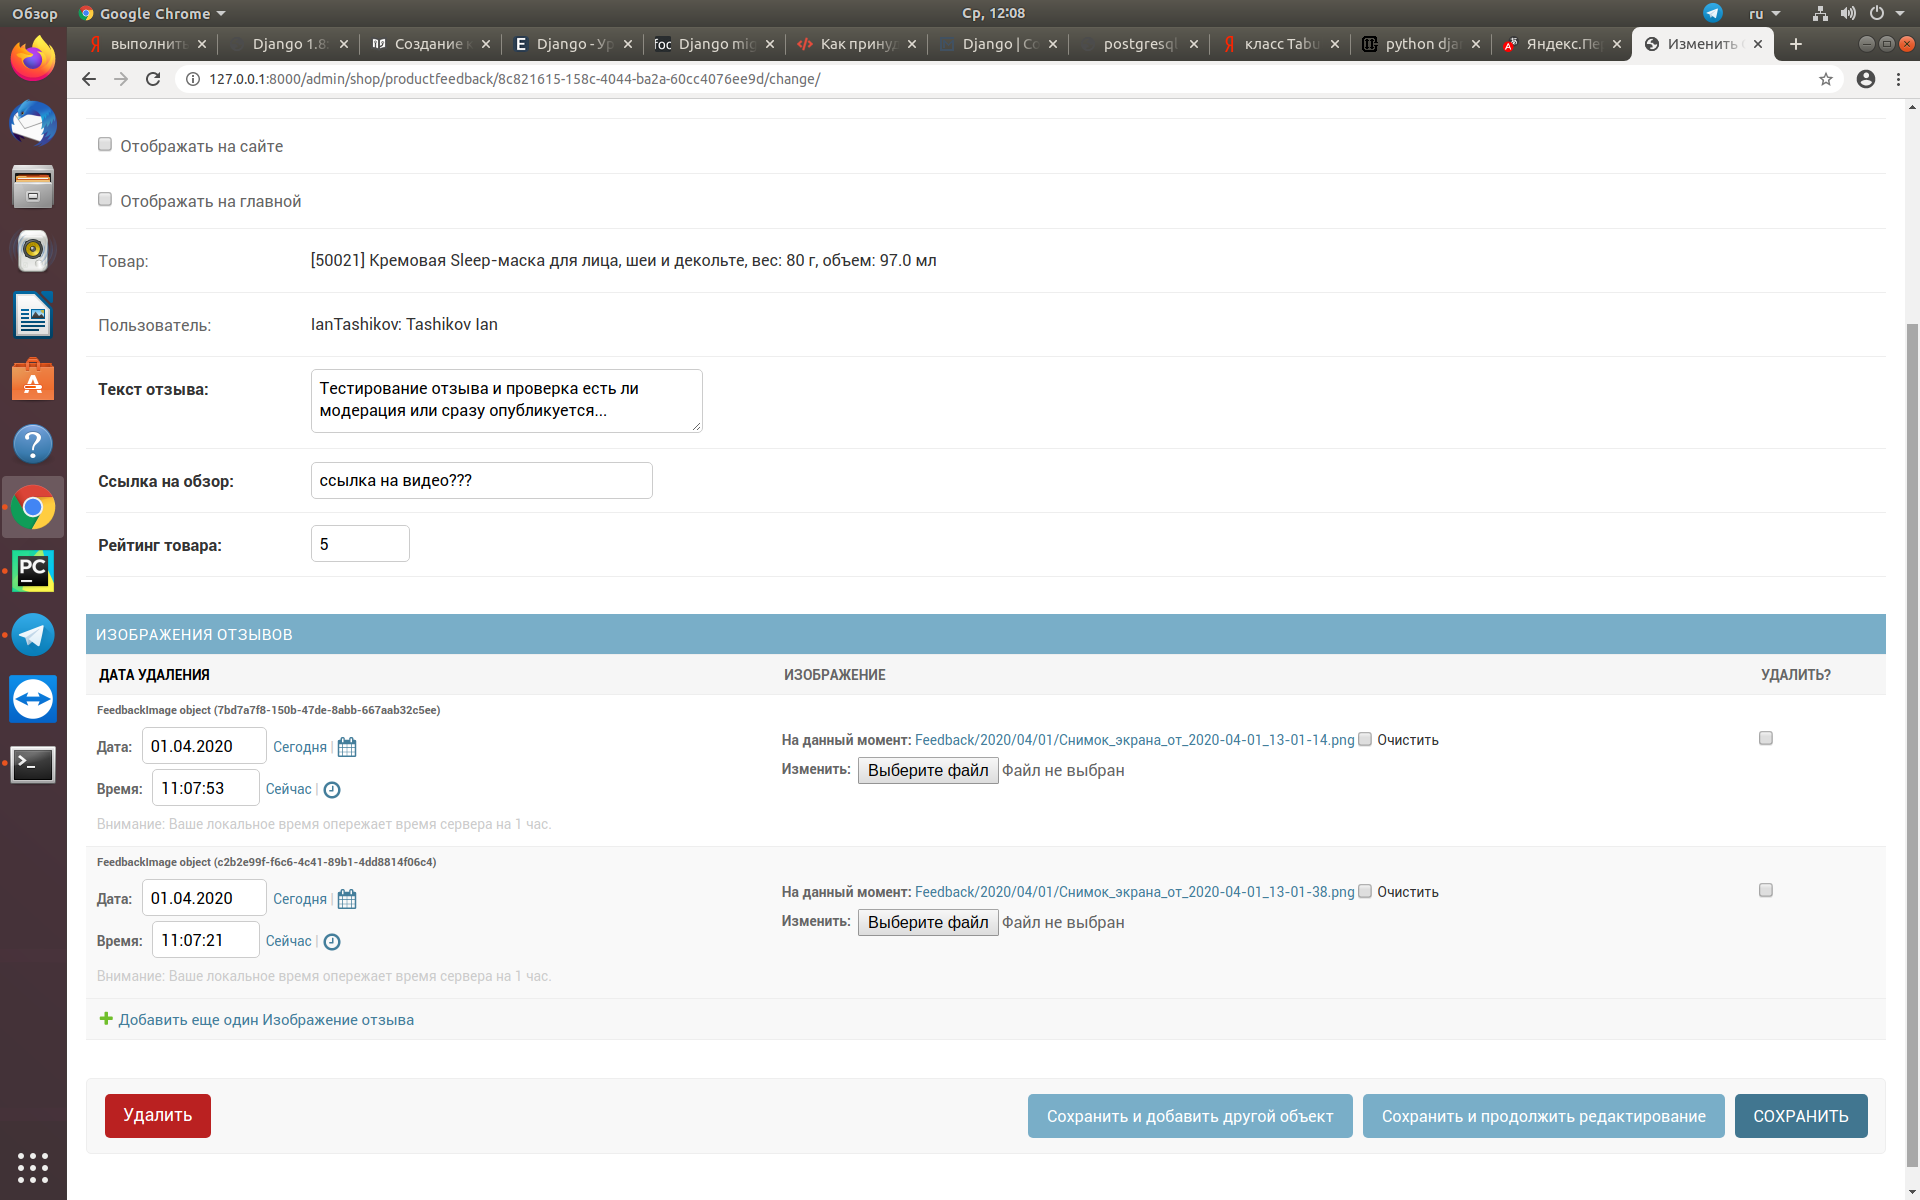 Обзор
Google Chrome
Ср, 12:08
ru
выполнить
Django 1.8
Создание
Django - Ур
Django mig
Как прину
Django | Co
postgresql
класс Tabu
python dja
Яндекс.Пе
Изменить
127.0.0.1:8000/admin/shop/productfeedback/8c821615-158c-4044-ba2a-60cc4076ee9d/change/
Отображать на сайте
Отображать на главной
Товар: [50021] Кремовая Sleep-маска для лица, шеи и декольте, вес: 80 г, объем: 97.0 мл
Пользователь: IanTashikov: Tashikov Ian
Текст отзыва: Тестирование отзыва и проверка есть ли
модерация или сразу опубликуется...
Ссылка на обзор: ссылка на видео???
Рейтинг товара: 5
ИЗОБРАЖЕНИЯ ОТЗЫВОВ
ДАТА УДАЛЕНИЯ ИЗОБРАЖЕНИЕ УДАЛИТЬ?
FeedbackImage object (7bd7a7f8-150b-47de-8abb-667aab32c5ee)
Дата: 01.04.2020 Сегодня |
На данный момент: Feedback/2020/04/01/Снимок_экрана_от_2020-04-01_13-01-14.png Очистить
Изменить: Выберите файл Файл не выбран
Время: 11:07:53 Сейчас |
Внимание: Ваше локальное время опережает время сервера на 1 час.
FeedbackImage object (c2b2e99f-f6c6-4c41-89b1-4dd8814f06c4)
Дата: 01.04.2020 Сегодня |
На данный момент: Feedback/2020/04/01/Снимок_экрана_от_2020-04-01_13-01-38.png Очистить
Изменить: Выберите файл Файл не выбран
Время: 11:07:21 Сейчас |
Внимание: Ваше локальное время опережает время сервера на 1 час.
Добавить еще один Изображение отзыва
Удалить
Сохранить и добавить другой объект
Сохранить и продолжить редактирование
СОХРАНИТЬ